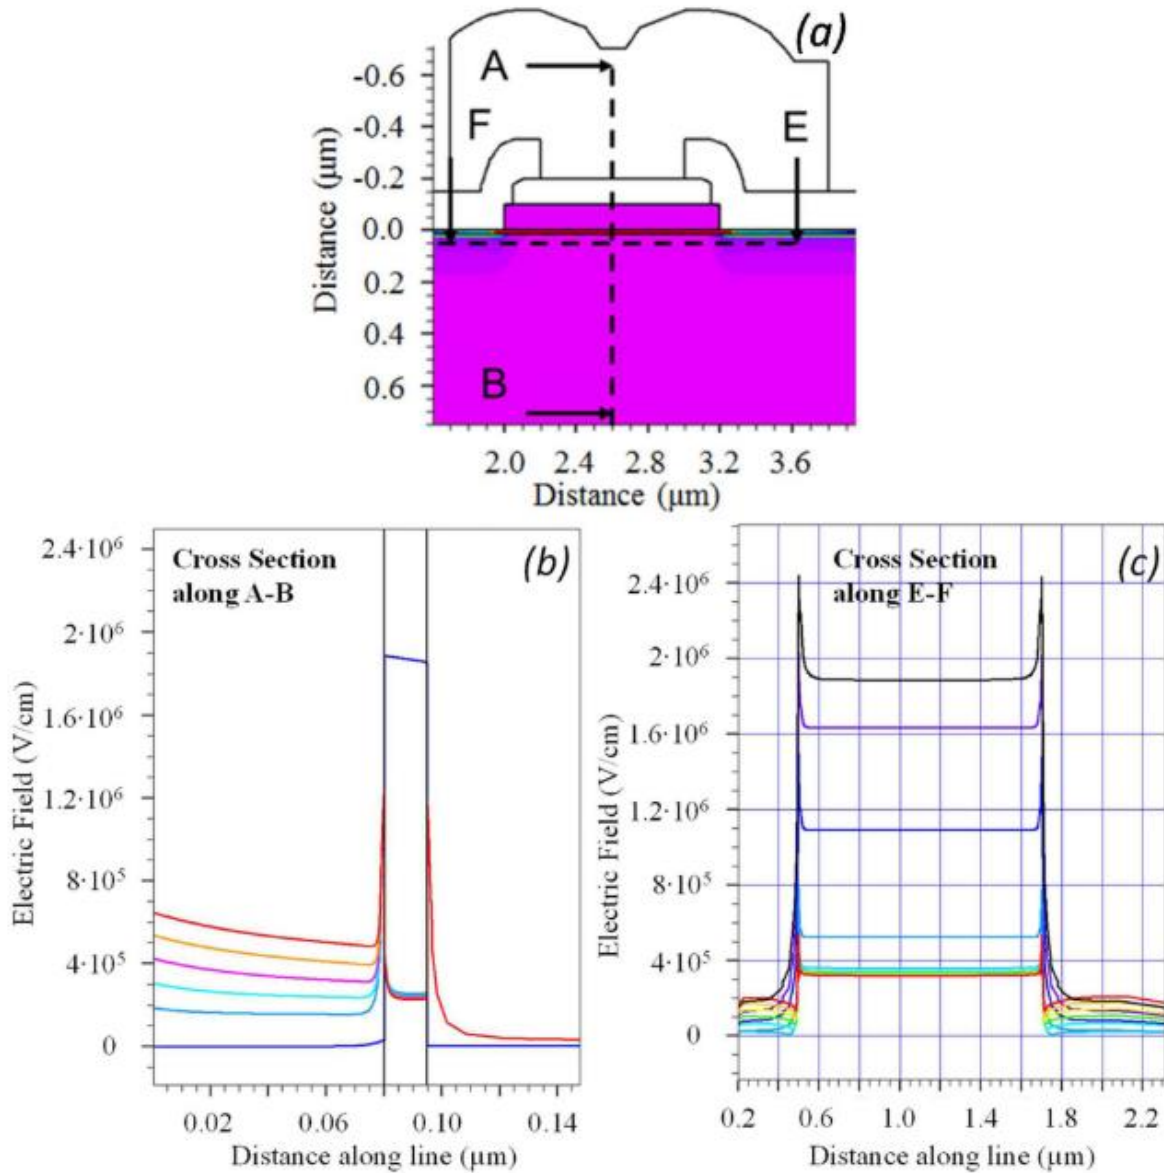 (a)
A
F
E
B
-0.6
-0.4
-0.2
0.0
0.2
0.4
0.6
Distance (μm)
2.0 2.4 2.8 3.2 3.6
Distance (μm)
(b)
Cross Section
along A-B
2.4·10⁶
2·10⁶
1.6·10⁶
1.2·10⁶
8·10⁵
4·10⁵
0
Electric Field (V/cm)
0.02 0.06 0.10 0.14
Distance along line (μm)
(c)
Cross Section
along E-F
2.4·10⁶
2·10⁶
1.6·10⁶
1.2·10⁶
8·10⁵
4·10⁵
0
Electric Field (V/cm)
0.2 0.6 1.0 1.4 1.8 2.2
Distance along line (μm)